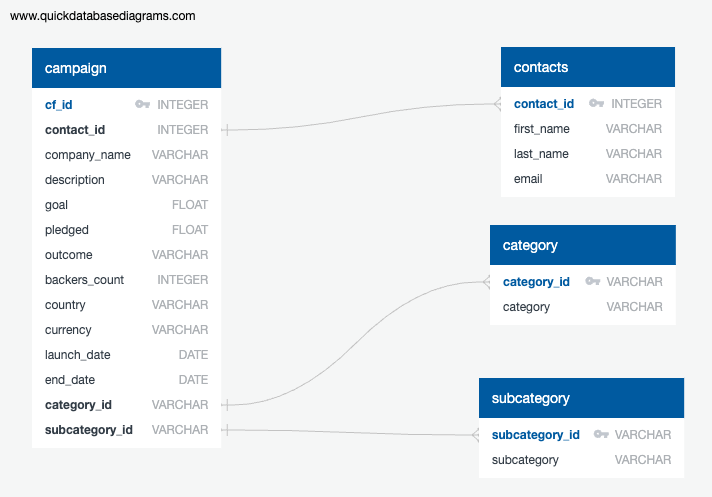 www.quickdatabasediagrams.com
campaign
cf_id INTEGER
contact_id INTEGER
company_name VARCHAR
description VARCHAR
goal FLOAT
pledged FLOAT
outcome VARCHAR
backers_count INTEGER
country VARCHAR
currency VARCHAR
launch_date DATE
end_date DATE
category_id VARCHAR
subcategory_id VARCHAR
contacts
contact_id INTEGER
first_name VARCHAR
last_name VARCHAR
email VARCHAR
category
category_id VARCHAR
category VARCHAR
subcategory
subcategory_id VARCHAR
subcategory VARCHAR